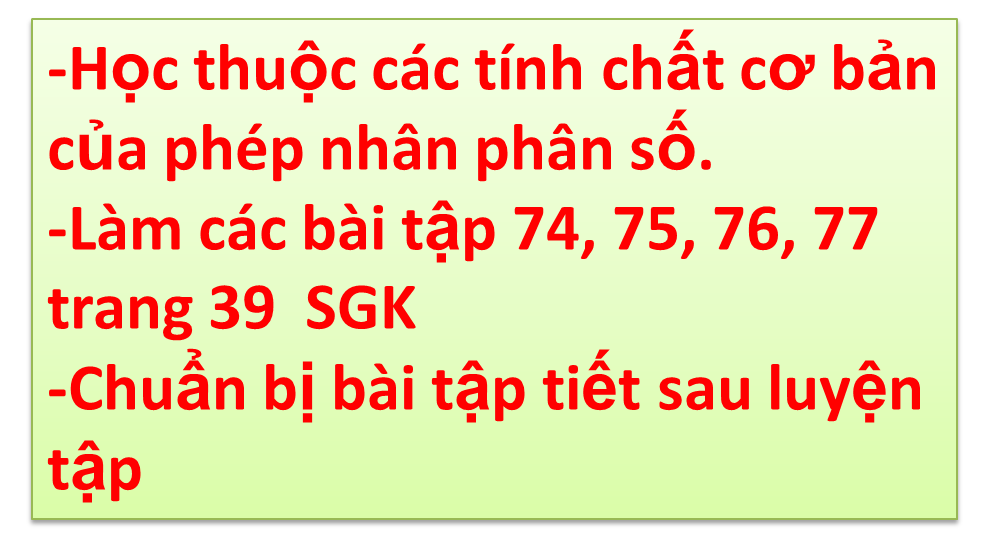 -Học thuộc các tính chất cơ bản
của phép nhân phân số.
-Làm các bài tập 74, 75, 76, 77
trang 39  SGK
-Chuẩn bị bài tập tiết sau luyện
tập